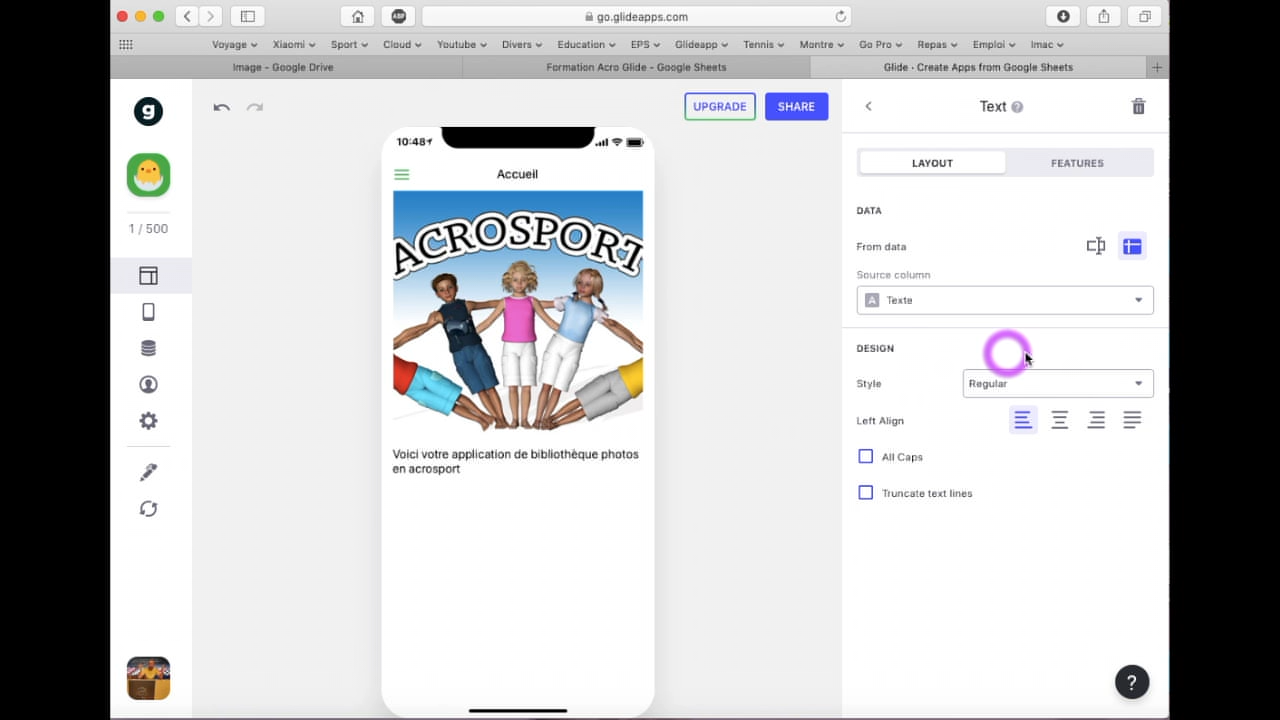 ABP
go.glideapps.com
Voyage Xiaomi Sport Cloud Youtube Divers Education EPS Glideapp Tennis Montre Go Pro Repas Emploi Imac
Image - Google Drive
Formation Acro Glide - Google Sheets
Glide · Create Apps from Google Sheets
g
UPGRADE
SHARE
Text
LAYOUT
FEATURES
1 / 500
10:48
Accueil
ACROSPORT
Voici votre application de bibliothèque photos
en acrosport
DATA
From data
Source column
A Texte
DESIGN
Style
Regular
Left Align
All Caps
Truncate text lines
?